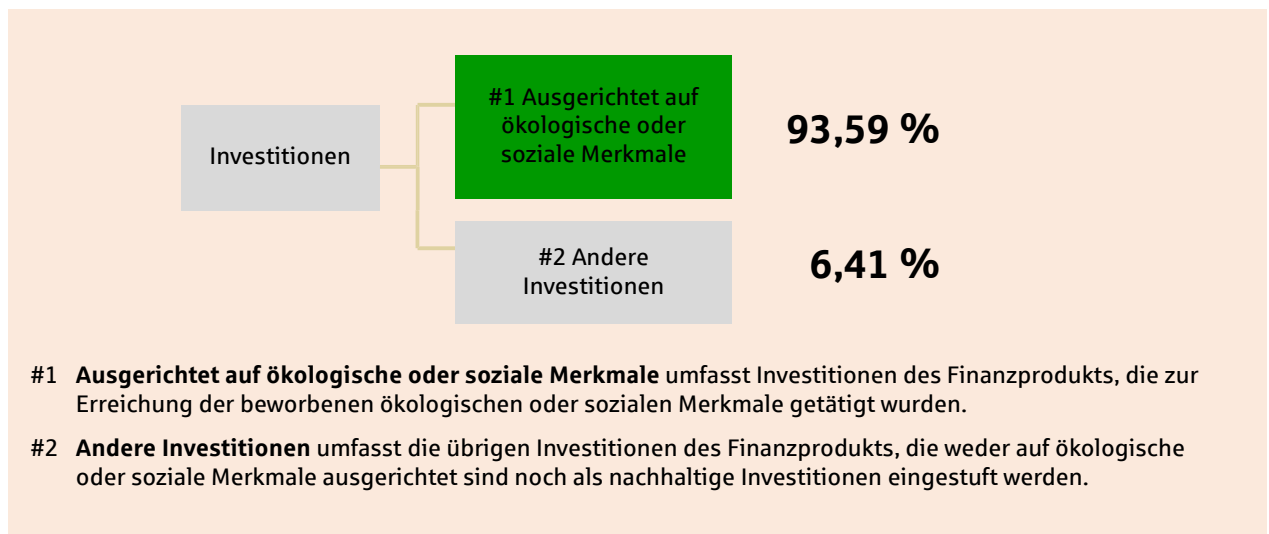 #1 Ausgerichtet auf
ökologische oder
soziale Merkmale
93,59 %
Investitionen
#2 Andere
Investitionen
6,41 %
#1 Ausgerichtet auf ökologische oder soziale Merkmale umfasst Investitionen des Finanzprodukts, die zur
Erreichung der beworbenen ökologischen oder sozialen Merkmale getätigt wurden.
#2 Andere Investitionen umfasst die übrigen Investitionen des Finanzprodukts, die weder auf ökologische
oder soziale Merkmale ausgerichtet sind noch als nachhaltige Investitionen eingestuft werden.